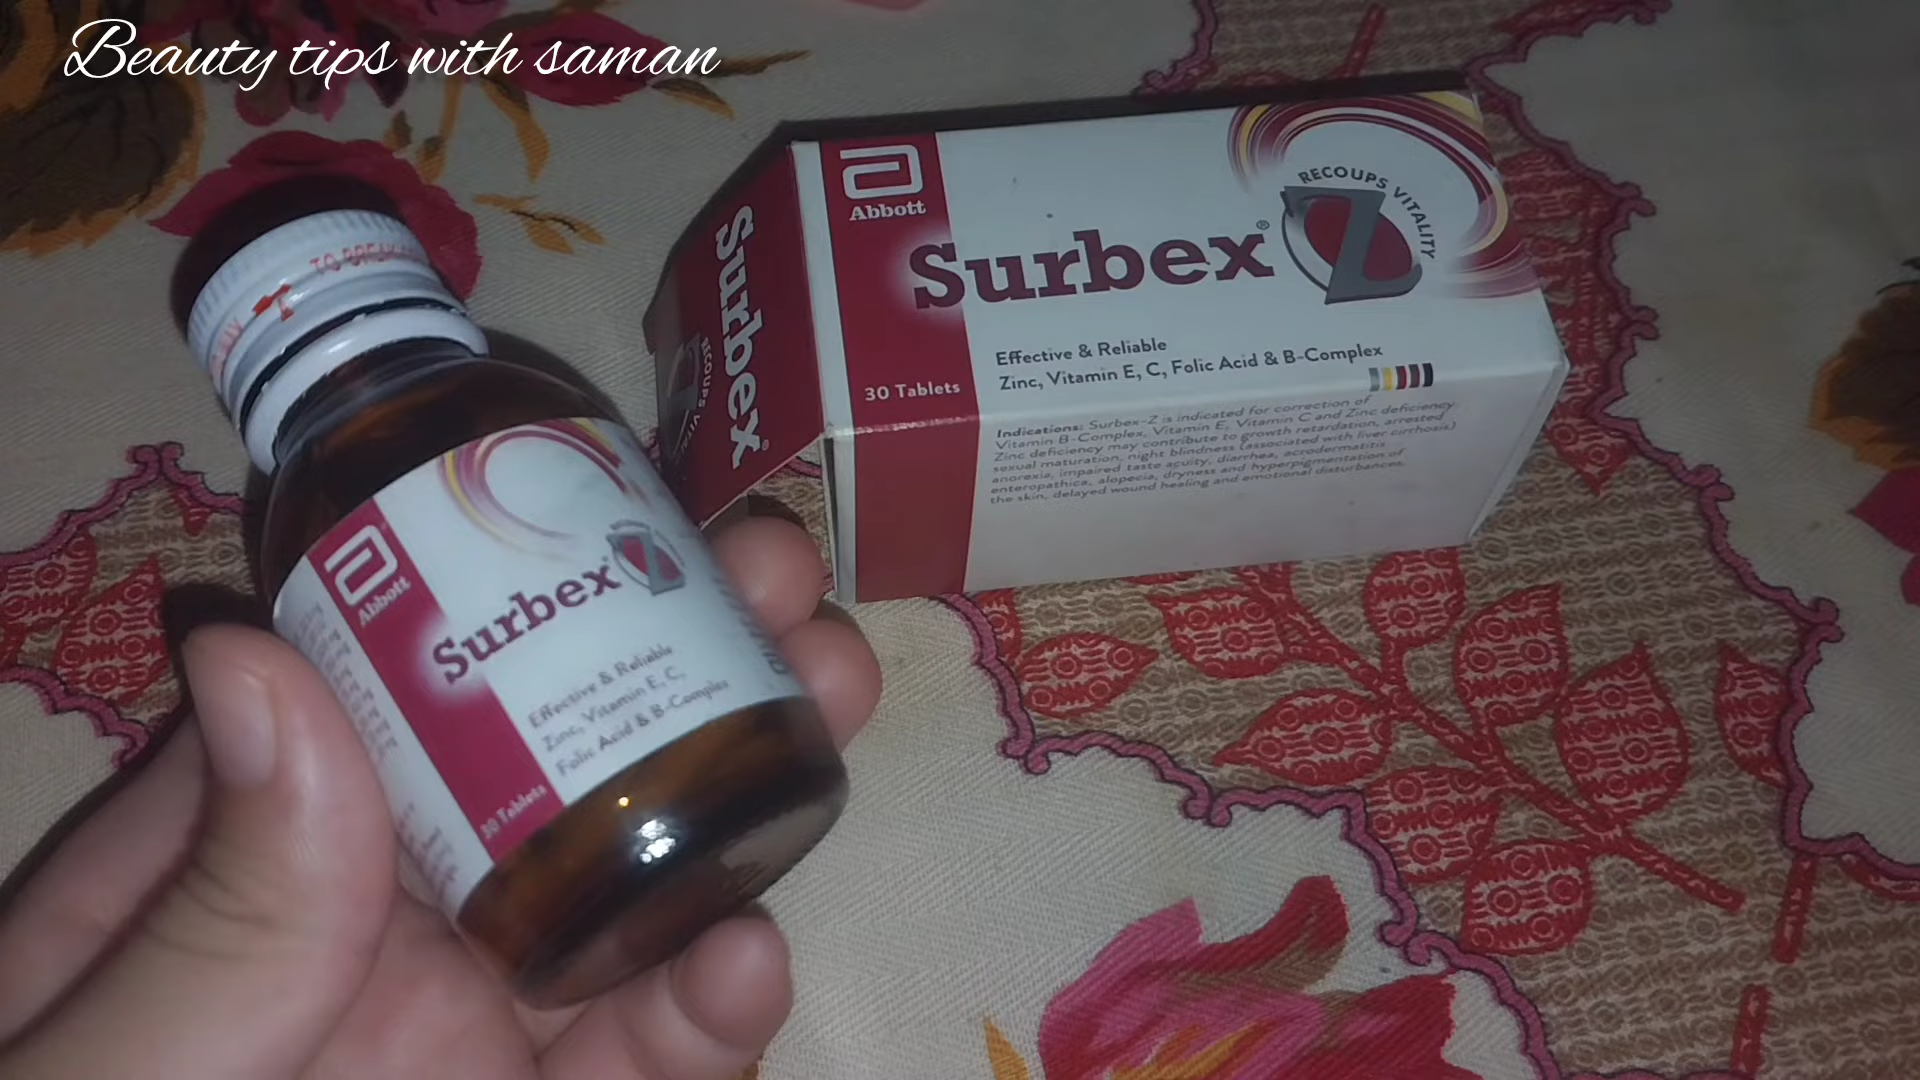 Beauty tips with saman
Abbott
Surbex®
RECOUPS VITALITY
Z
Effective & Reliable
Zinc, Vitamin E, C, Folic Acid & B-Complex
30 Tablets
Indications: Surbex-Z is indicated for correction of
Vitamin B-Complex, Vitamin E, Vitamin C and Zinc deficiency.
Zinc deficiency may contribute to growth retardation, arrested
sexual maturation, night blindness (associated with liver cirrhosis)
anorexia, impaired taste acuity, diarrhea, acrodermatitis
enteropathica, alopecia, dryness and hyperpigmentation of
the skin, delayed wound healing and emotional disturbances.
Surbex
TO BREAK
Abbott
Surbex
Z
Effective & Reliable
Zinc, Vitamin E, C,
Folic Acid & B-Complex
30 Tablets